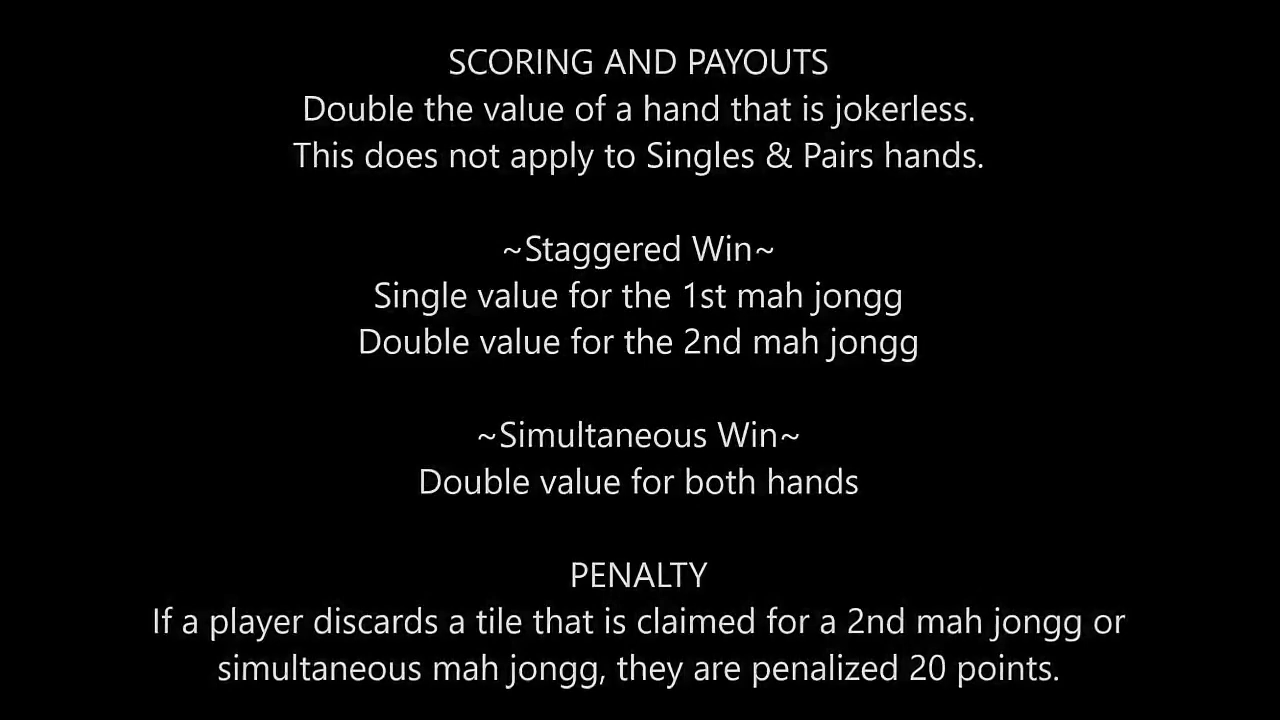 SCORING AND PAYOUTS
Double the value of a hand that is jokerless.
This does not apply to Singles & Pairs hands.
~Staggered Win~
Single value for the 1st mah jongg
Double value for the 2nd mah jongg
~Simultaneous Win~
Double value for both hands
PENALTY
If a player discards a tile that is claimed for a 2nd mah jongg or
simultaneous mah jongg, they are penalized 20 points.